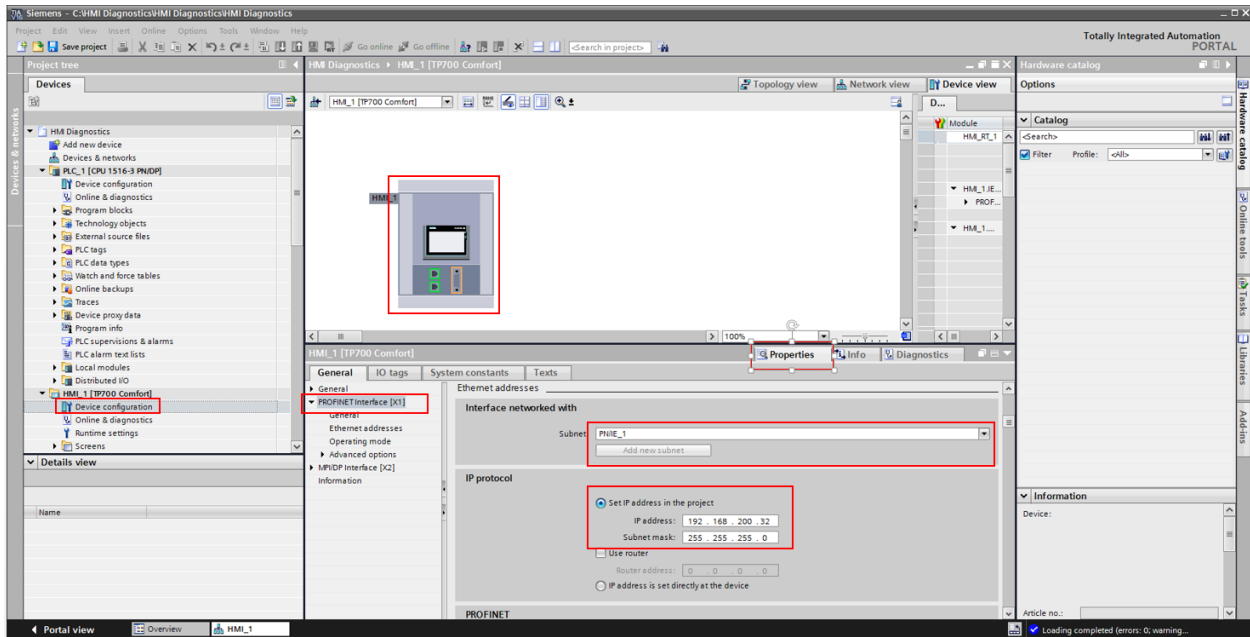 Siemens - C:\HMI Diagnostics\HMI Diagnostics\HMI Diagnostics
Project Edit View Insert Online Options Tools Window Help
Totally Integrated Automation
PORTAL
Save project
Go online
Go offline
<Search in project>
Project tree
HMI Diagnostics
HMI_1 [TP700 Comfort]
Hardware catalog
Devices
Topology view
Network view
Device view
Options
HMI_1 [TP700 Comfort]
D...
Module
HMI_RT_1
HMI_1.IE...
PROF...
HMI_1....
Catalog
<Search>
Filter
Profile:
<All>
Devices & networks
HMI Diagnostics
Add new device
Devices & networks
PLC_1 [CPU 1516-3 PN/DP]
Device configuration
Online & diagnostics
Program blocks
Technology objects
External source files
PLC tags
PLC data types
Watch and force tables
Online backups
Traces
Device proxy data
Program info
PLC supervisions & alarms
PLC alarm text lists
Local modules
Distributed I/O
HMI_1 [TP700 Comfort]
Device configuration
Online & diagnostics
Runtime settings
Screens
Details view
Name
HMI_1
100%
HMI_1 [TP700 Comfort]
Properties
Info
Diagnostics
General
IO tags
System constants
Texts
General
PROFINET Interface [X1]
General
Ethernet addresses
Operating mode
Advanced options
MPI/DP Interface [X2]
Information
Ethernet addresses
Interface networked with
Subnet:
PN/IE_1
Add new subnet
IP protocol
Set IP address in the project
IP address: 192 . 168 . 200 . 32
Subnet mask: 255 . 255 . 255 . 0
Use router
Router address: 0 . 0 . 0 . 0
IP address is set directly at the device
PROFINET
Information
Device:
Article no.:
Hardware catalog
Online tools
Tasks
Libraries
Add-ins
Portal view
Overview
HMI_1
Loading completed (errors: 0; warning...